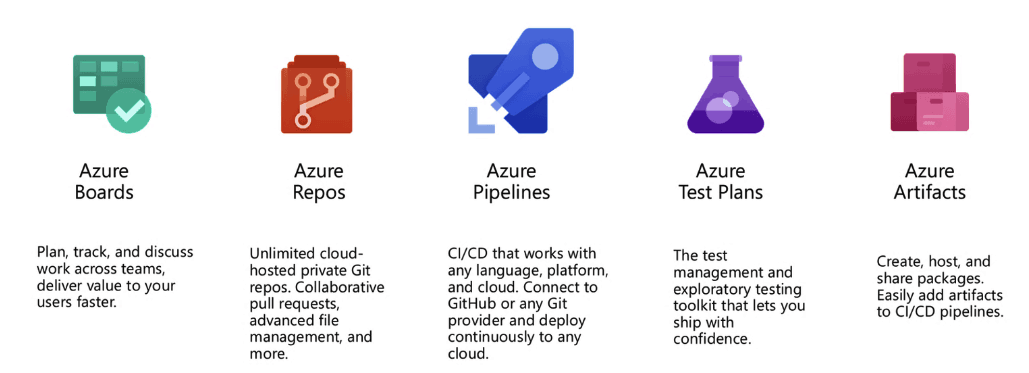 Azure
Boards
Plan, track, and discuss
work across teams,
deliver value to your
users faster.
Azure
Repos
Unlimited cloud-
hosted private Git
repos. Collaborative
pull requests,
advanced file
management, and
more.
Azure
Pipelines
CI/CD that works with
any language, platform,
and cloud. Connect to
GitHub or any Git
provider and deploy
continuously to any
cloud.
Azure
Test Plans
The test
management and
exploratory testing
toolkit that lets you
ship with
confidence.
Azure
Artifacts
Create, host, and
share packages.
Easily add artifacts
to CI/CD pipelines.